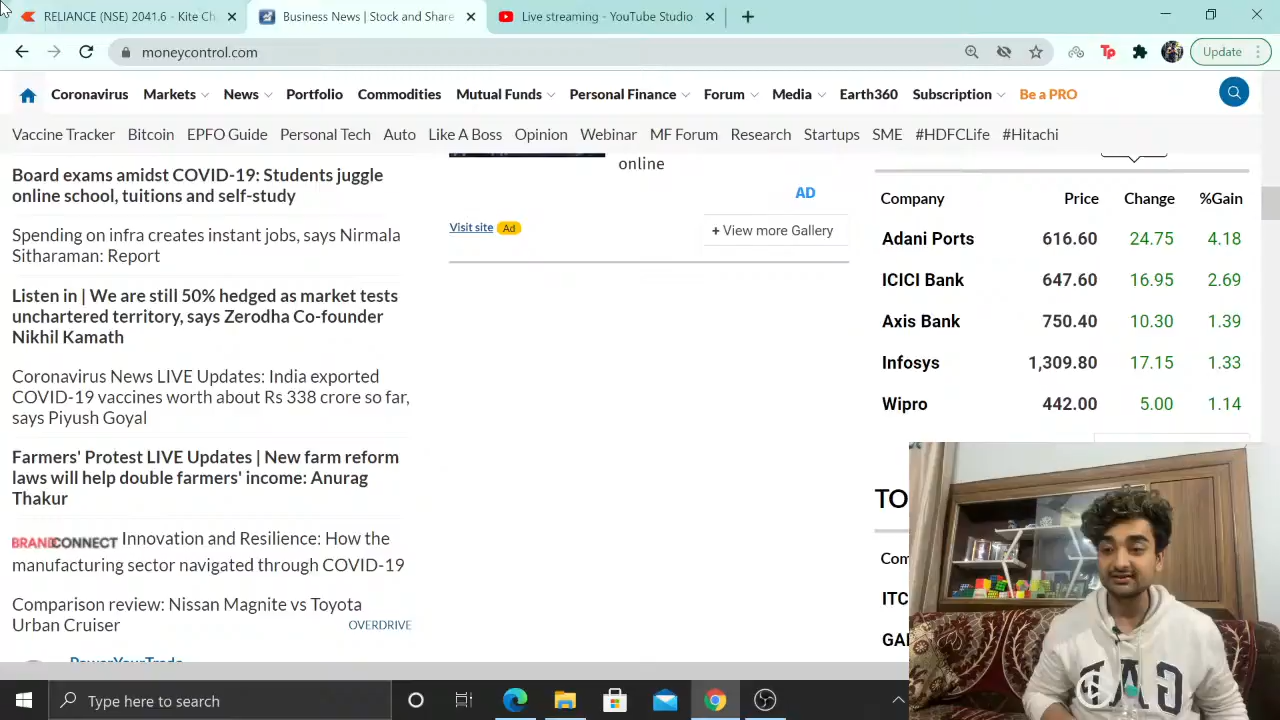 RELIANCE (NSE) ₹ 2041.6 - Kite Ch
Business News | Stock and Share
Live streaming - YouTube Studio
moneycontrol.com
Tp
Update
Coronavirus Markets News Portfolio Commodities Mutual Funds Personal Finance Forum Media Earth360 Subscription Be a PRO
Vaccine Tracker Bitcoin EPFO Guide Personal Tech Auto Like A Boss Opinion Webinar MF Forum Research Startups SME #HDFCLife #Hitachi
Board exams amidst COVID-19: Students juggle
online school, tuitions and self-study
Spending on infra creates instant jobs, says Nirmala
Sitharaman: Report
Listen in | We are still 50% hedged as market tests
unchartered territory, says Zerodha Co-founder
Nikhil Kamath
Coronavirus News LIVE Updates: India exported
COVID-19 vaccines worth about Rs 338 crore so far,
says Piyush Goyal
Farmers' Protest LIVE Updates | New farm reform
laws will help double farmers' income: Anurag
Thakur
BRANDCONNECT Innovation and Resilience: How the
manufacturing sector navigated through COVID-19
Comparison review: Nissan Magnite vs Toyota
Urban Cruiser
OVERDRIVE
PowerYourTrade
online
AD
Visit site Ad
+ View more Gallery
Company Price Change %Gain
Adani Ports 616.60 24.75 4.18
ICICI Bank 647.60 16.95 2.69
Axis Bank 750.40 10.30 1.39
Infosys 1,309.80 17.15 1.33
Wipro 442.00 5.00 1.14
TO
Com
ITC
GAI
GAP
Type here to search